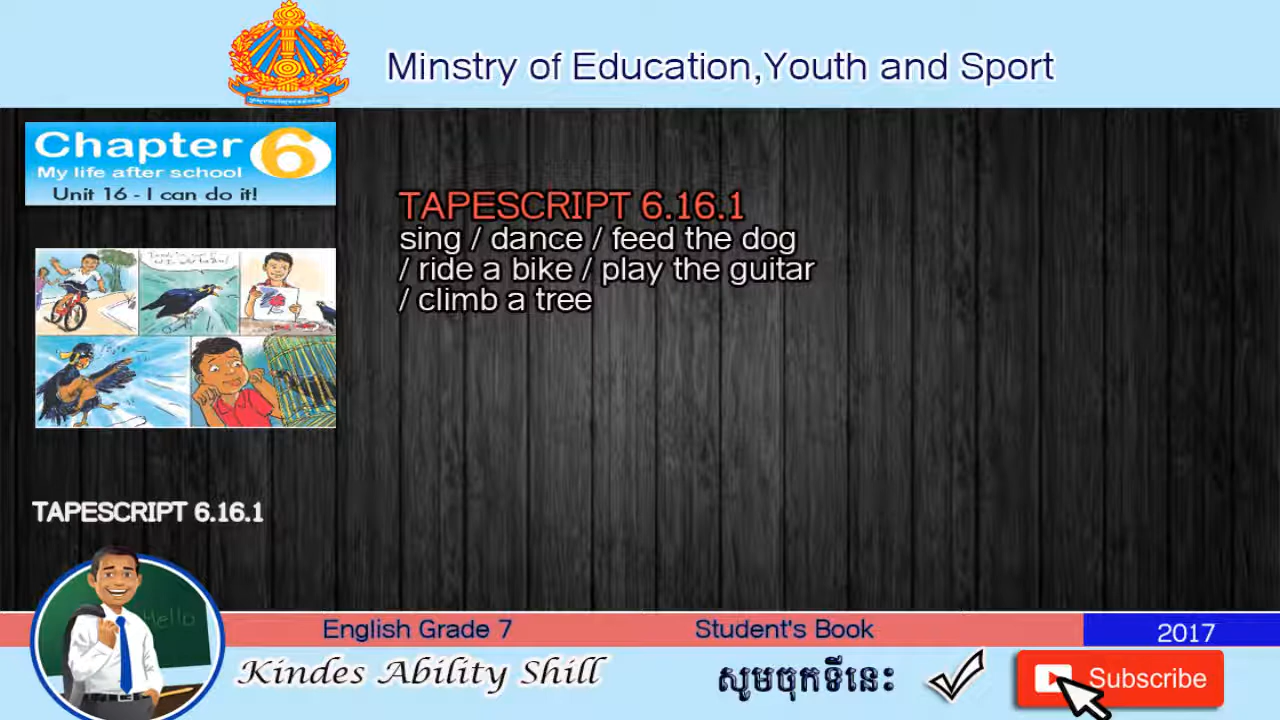 Minstry of Education,Youth and Sport
Chapter 6
My life after school
Unit 16 - I can do it!
TAPESCRIPT 6.16.1
sing / dance / feed the dog
/ ride a bike / play the guitar
/ climb a tree
TAPESCRIPT 6.16.1
Hello
English Grade 7
Student's Book
2017
Kindes Ability Shill
សូមចុកទីនេះ
Subscribe